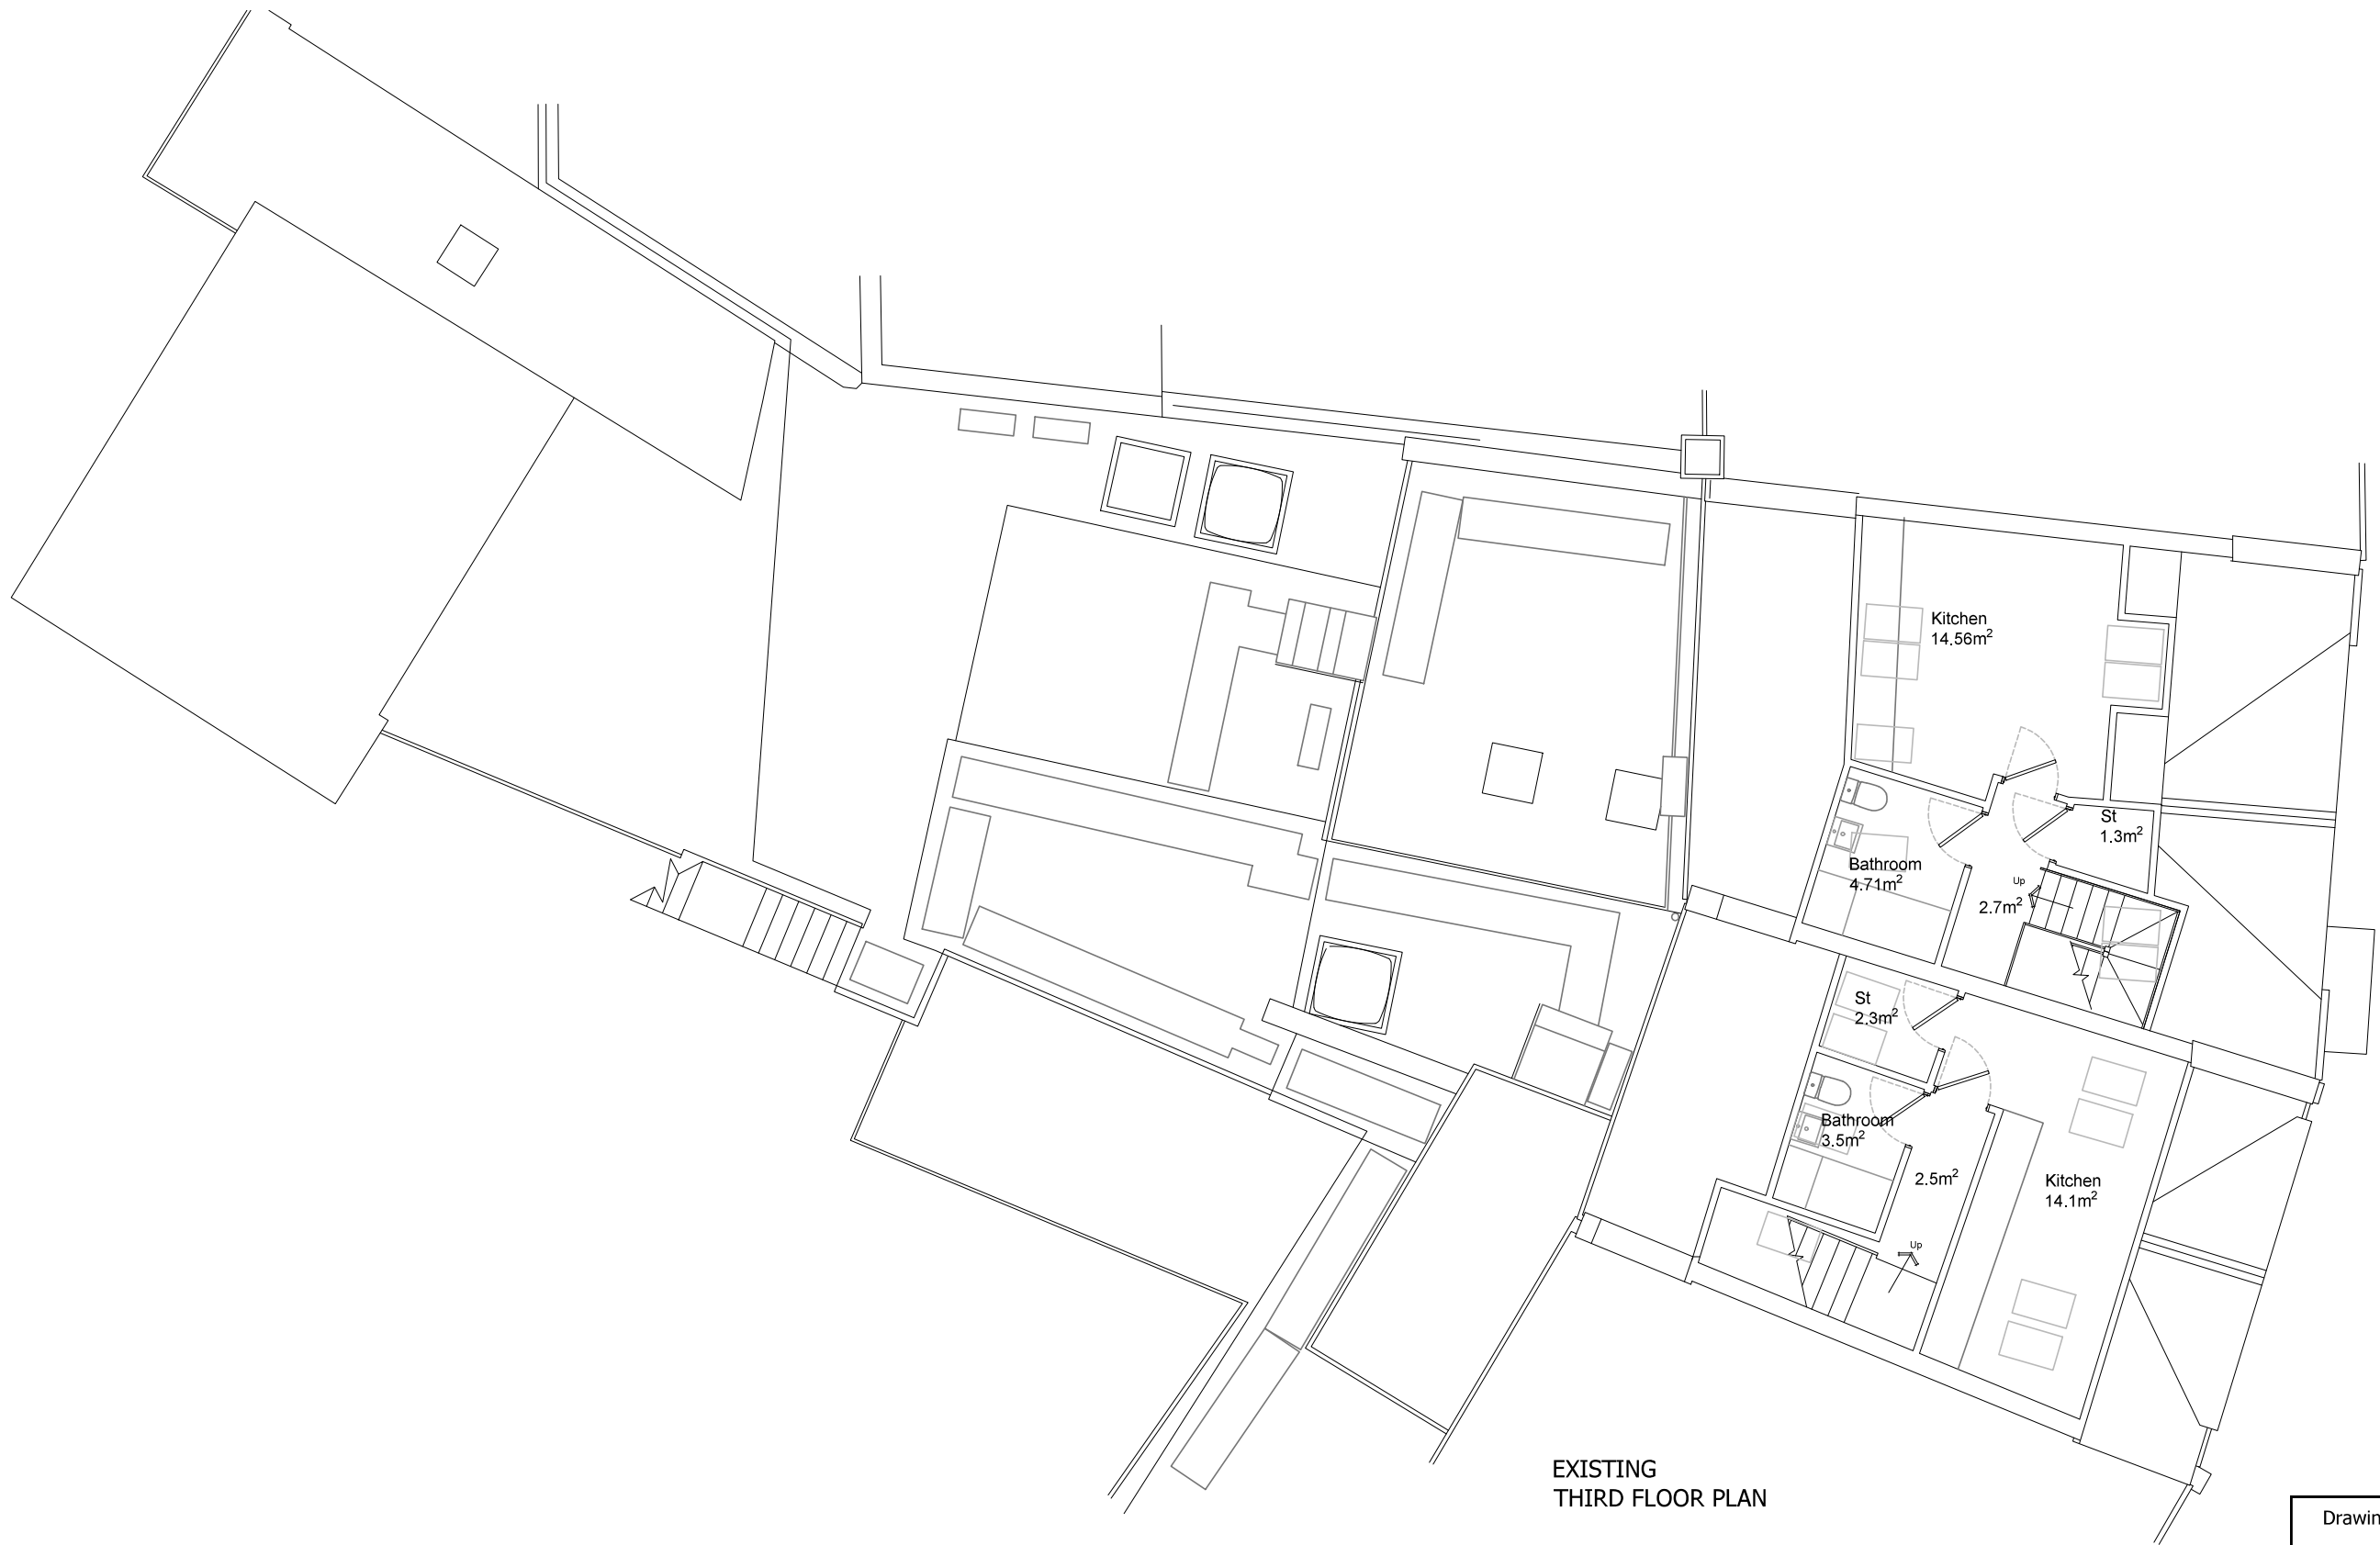 Kitchen
14.56m²
St
1.3m²
Bathroom
4.71m²
Up
2.7m²
St
2.3m²
Bathroom
3.5m²
2.5m²
Kitchen
14.1m²
Up
EXISTING
THIRD FLOOR PLAN
Drawin